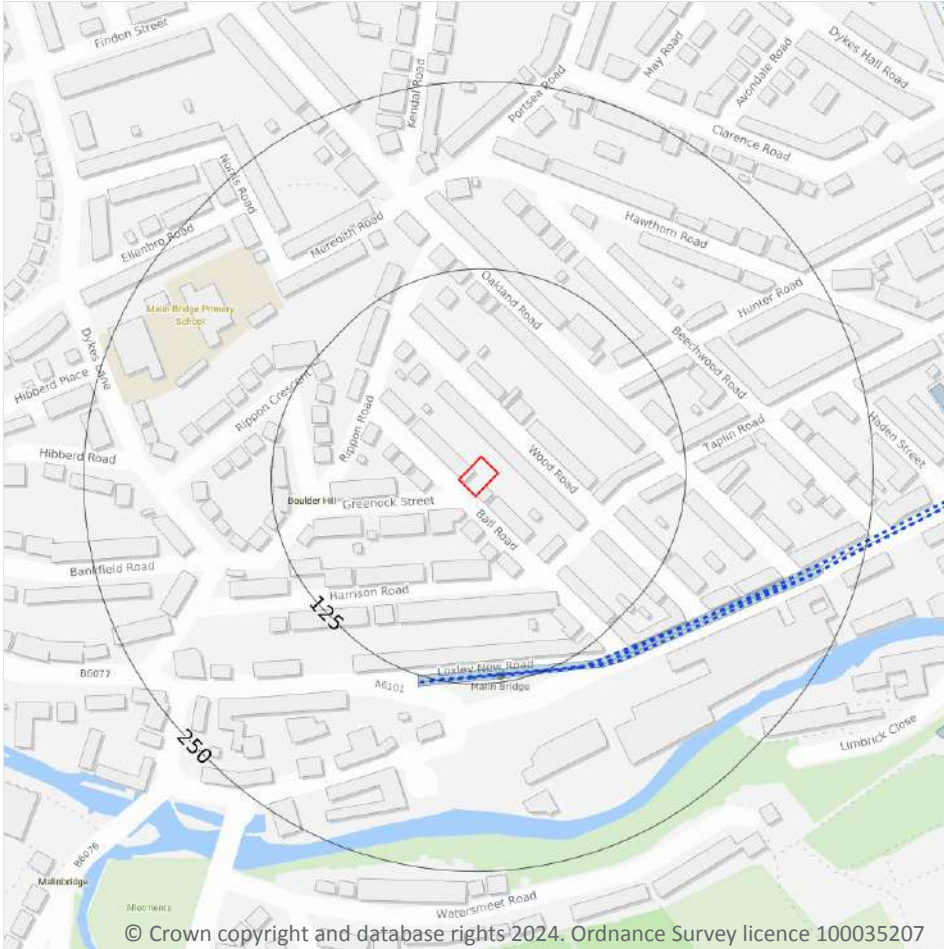 Findon Street
Kendal Road
Portsea Road
May Road
Avondale Road
Dykes Hall Road
Clarence Road
Norris Road
Ellenbro Road
Meredith Road
Hawthorn Road
Oakland Road
Hunter Road
Malin Bridge Primary
School
Dykes Lane
Hibberd Place
Rippon Crescent
Rippon Road
Beechwood Road
Taplin Road
Haden Street
Hibberd Road
Wood Road
Boulder Hill
Greenock Street
Ball Road
Bankfield Road
Harrison Road
125
Loxley New Road
B6077
A6101
Malin Bridge
250
Limbrick Close
B6076
Malinbridge
Allotments
Watersmeet Road
© Crown copyright and database rights 2024. Ordnance Survey licence 100035207